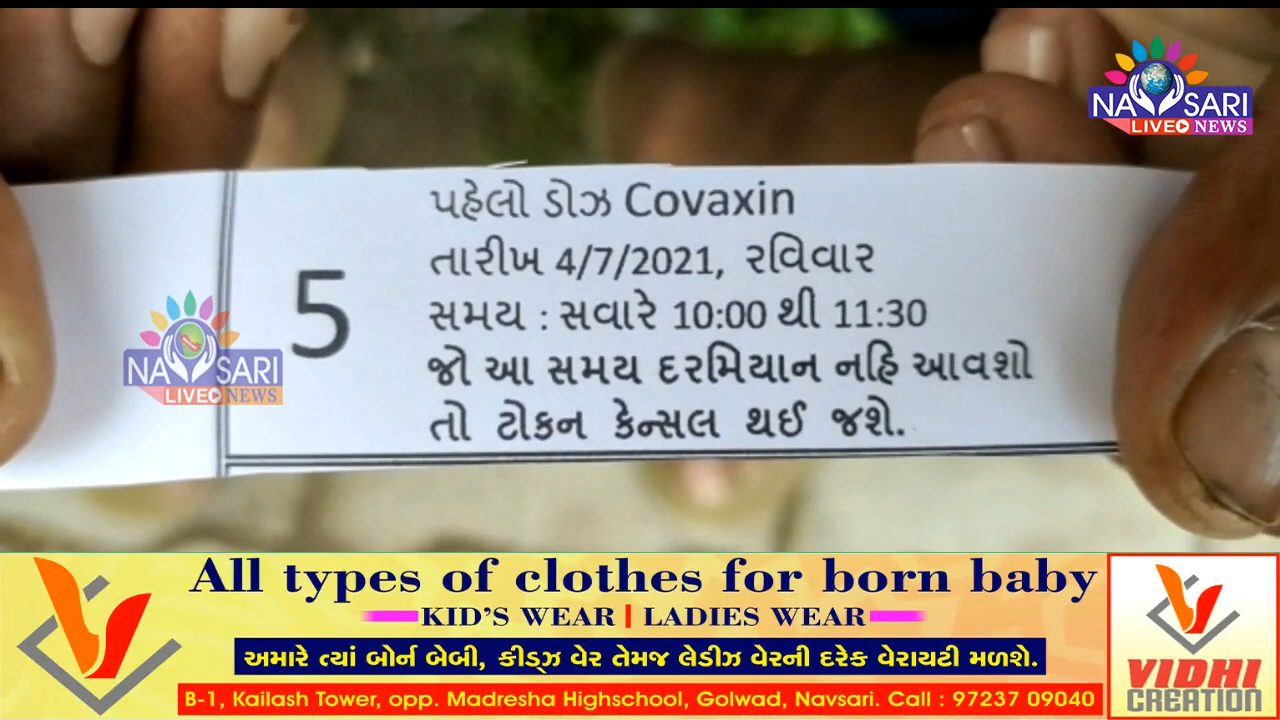 NAVSARI
LIVE NEWS
પહેલો ડોઝ Covaxin
તારીખ 4/7/2021, રવિવાર
5
સમય : સવારે 10:00 થી 11:30
જો આ સમય દરમિયાન નહિ આવશો
તો ટોકન કેન્સલ થઈ જશે.
NAVSARI
LIVE NEWS
All types of clothes for born baby
KID'S WEAR | LADIES WEAR
અમારે ત્યાં બોર્ન બેબી, કીડ્ઝ વેર તેમજ લેડીઝ વેરની દરેક વેરાયટી મળશે.
B-1, Kailash Tower, opp. Madresha Highschool, Golwad, Navsari. Call : 97237 09040
VIDHI
CREATION